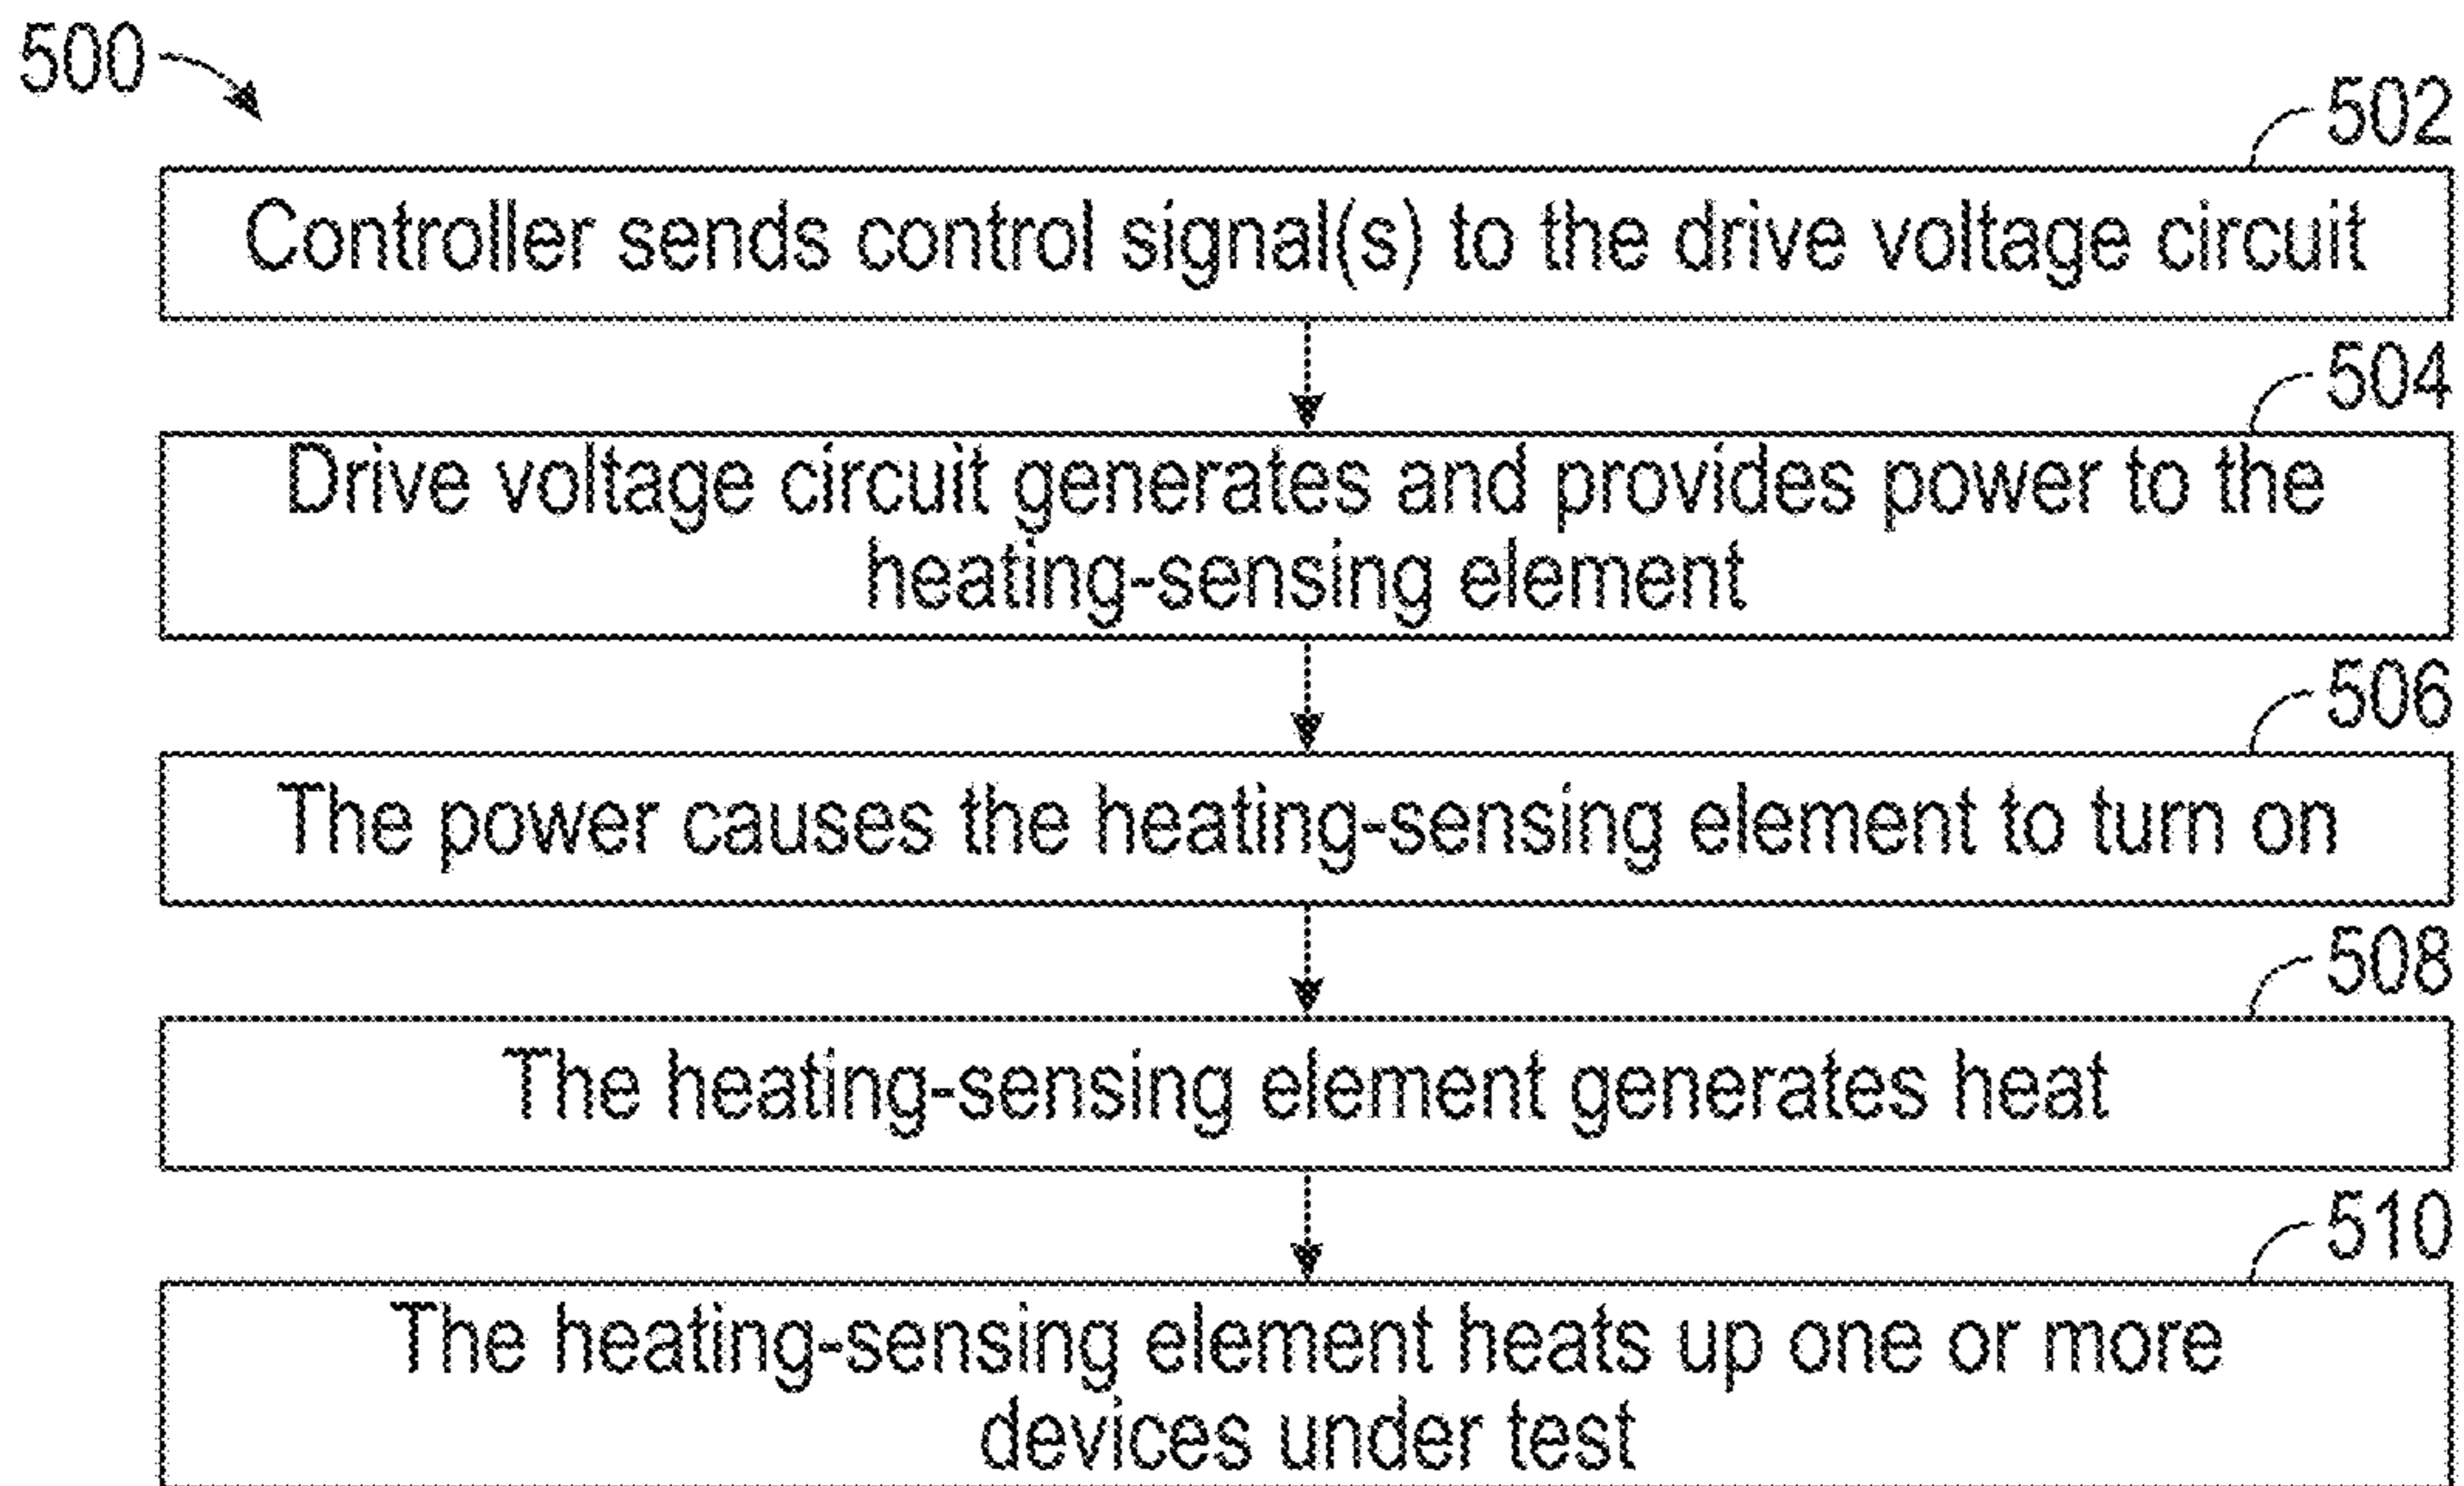 500
502
Controller sends control signal(s) to the drive voltage circuit
504
Drive voltage circuit generates and provides power to the
heating-sensing element
506
The power causes the heating-sensing element to turn on
508
The heating-sensing element generates heat
510
The heating-sensing element heats up one or more
devices under test